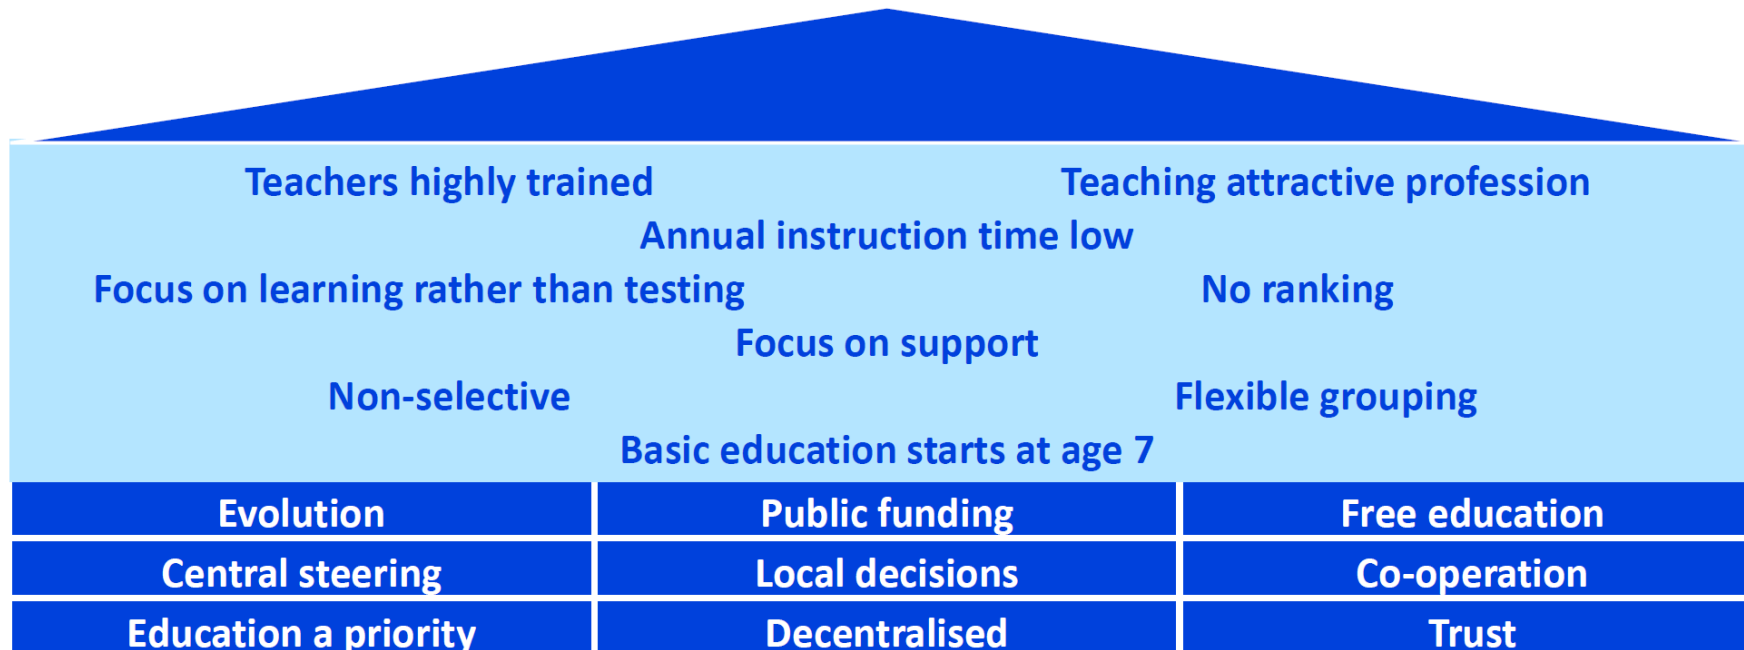 Teachers highly trained Teaching attractive profession
Annual instruction time low
Focus on learning rather than testing No ranking
Focus on support
Non-selective Flexible grouping
Basic education starts at age 7
Evolution Public funding Free education
Central steering Local decisions Co-operation
Education a priority Decentralised Trust